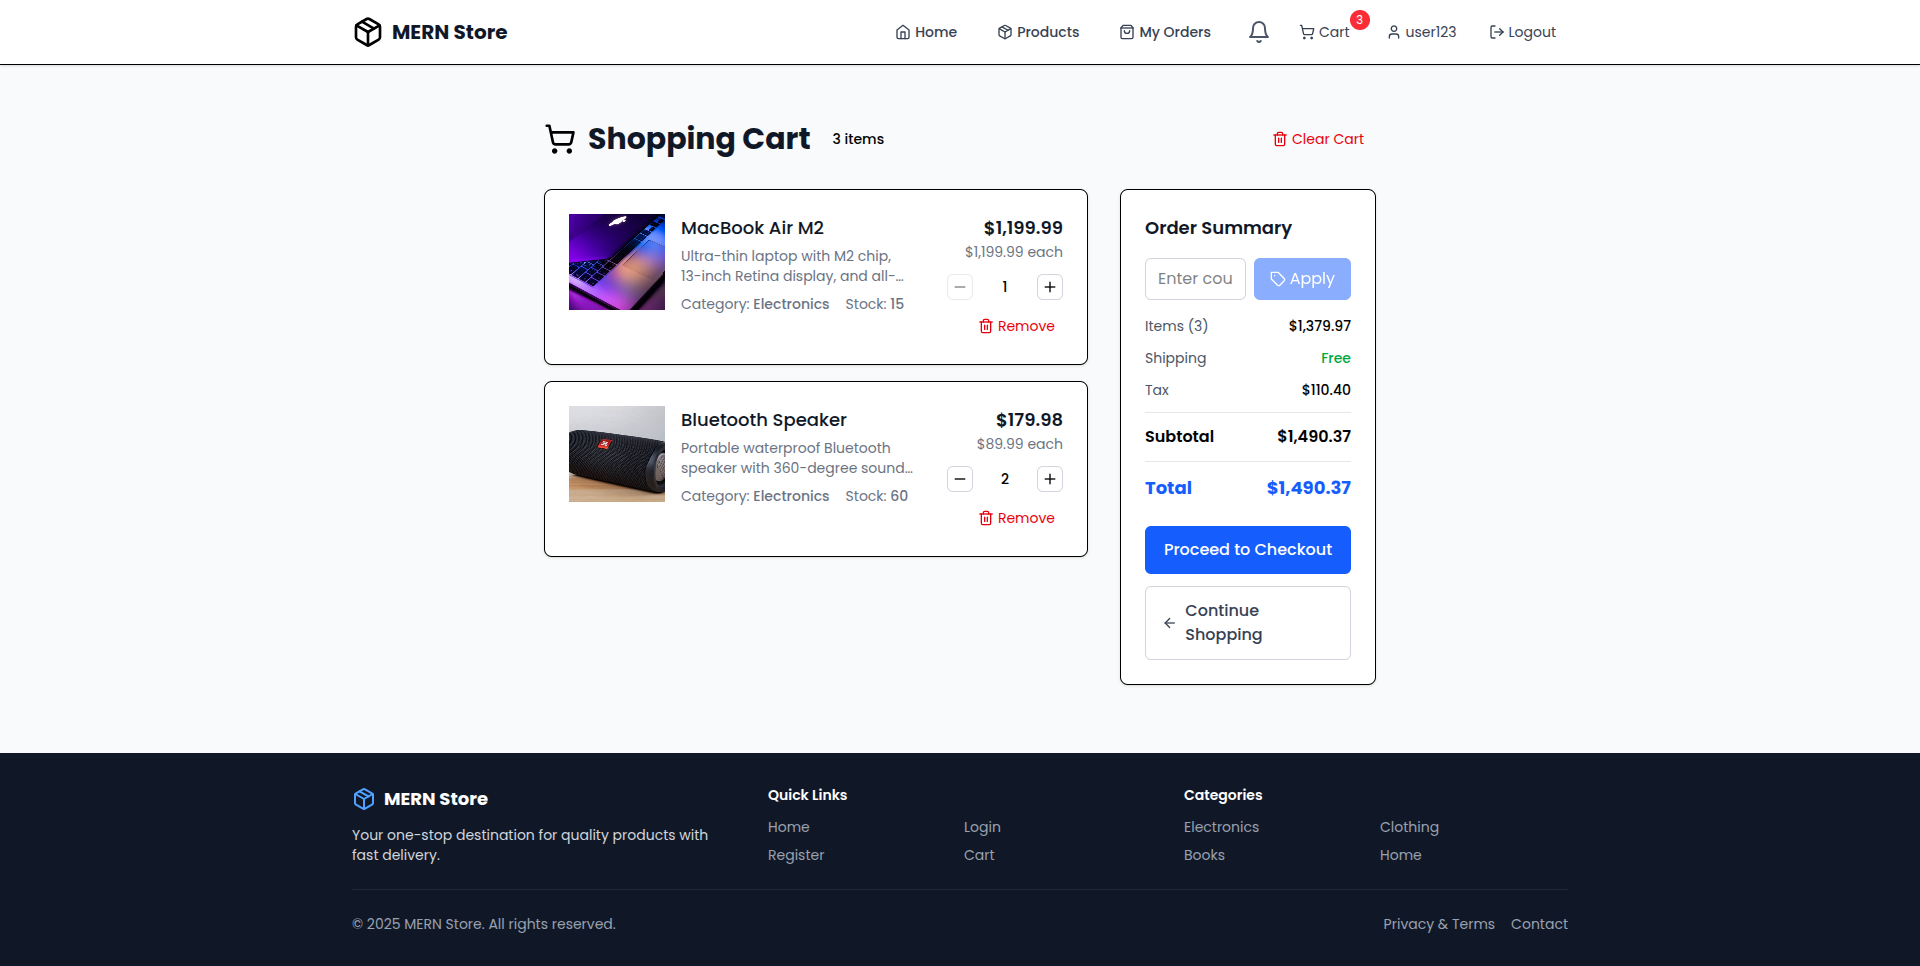 MERN Store
Home
Products
My Orders
Cart
3
user123
Logout
Shopping Cart
3 items
Clear Cart
MacBook Air M2
Ultra-thin laptop with M2 chip,
13-inch Retina display, and all-...
Category: Electronics Stock: 15
$1,199.99
$1,199.99 each
1
Remove
Bluetooth Speaker
Portable waterproof Bluetooth
speaker with 360-degree sound...
Category: Electronics Stock: 60
$179.98
$89.99 each
2
Remove
Order Summary
Enter cou
Apply
Items (3) $1,379.97
Shipping Free
Tax $110.40
Subtotal $1,490.37
Total $1,490.37
Proceed to Checkout
Continue
Shopping
MERN Store
Your one-stop destination for quality products with
fast delivery.
Quick Links
Home Login
Register Cart
Categories
Electronics Clothing
Books Home
© 2025 MERN Store. All rights reserved.
Privacy & Terms Contact